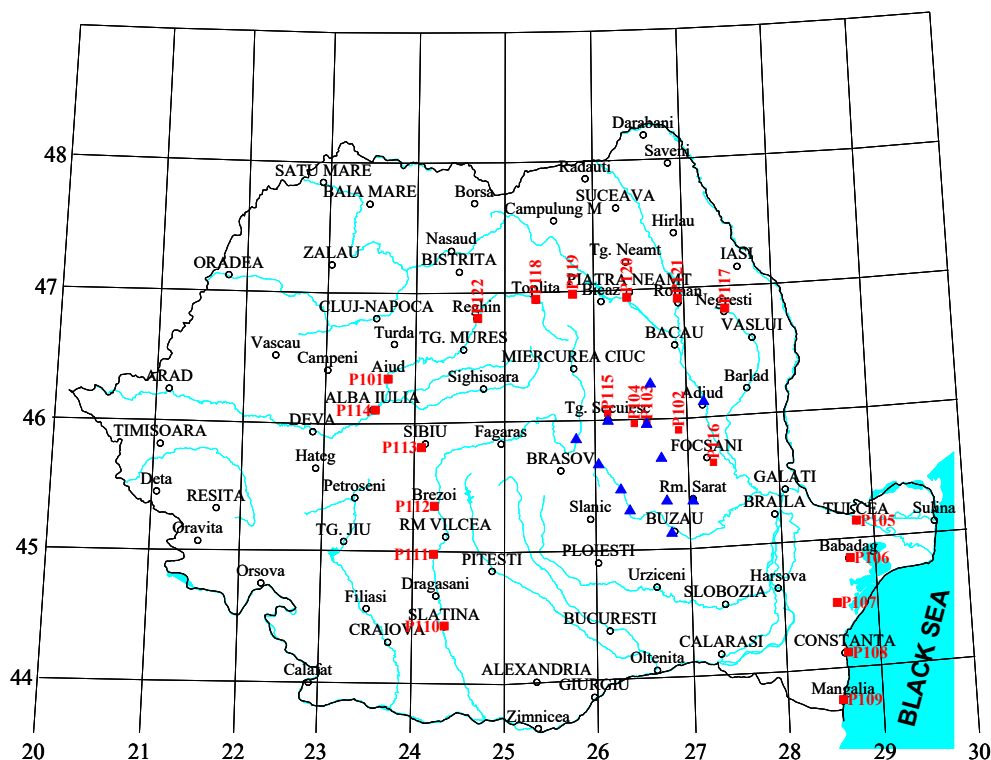 Darabani
48
Saveni
Radauti
SATU MARE
BAIA MARE
Borsa
SUCEAVA
Campulung M
Hirlau
Nasaud
Tg. Neamt
IASI
ZALAU
BISTRITA
ORADEA
47
PIATRA NEAMT
P118
P119
P120
P121
P117
P122
Toplita
Bicaz
Roman
Negresti
CLUJ-NAPOCA
Reghin
VASLUI
Turda
TG. MURES
BACAU
Vascau
Campeni
MIERCUREA CIUC
Aiud
ARAD
P101
Sighisoara
Barlad
ALBA IULIA
Adjud
P114
P115
P104
P103
P102
Tg. Secuiesc
46
DEVA
TIMISOARA
SIBIU
Fagaras
P116
FOCSANI
P113
Hateg
BRASOV
GALATI
Deta
Petroseni
Rm. Sarat
RESITA
Brezoi
BRAILA
P112
Slanic
TULCEA
Sulina
BUZAU
P105
Oravita
TG. JIU
RM VILCEA
45
P111
PITESTI
PLOIESTI
Babadag
P106
Orsova
Urziceni
Harsova
Dragasani
SLOBOZIA
Filiasi
P107
SLATINA
BUCURESTI
P110
CRAIOVA
CALARASI
CONSTANTA
P108
Oltenita
44
Calafat
ALEXANDRIA
GIURGIU
Mangalia
P109
BLACK SEA
Zimnicea
20
21
22
23
24
25
26
27
28
29
30